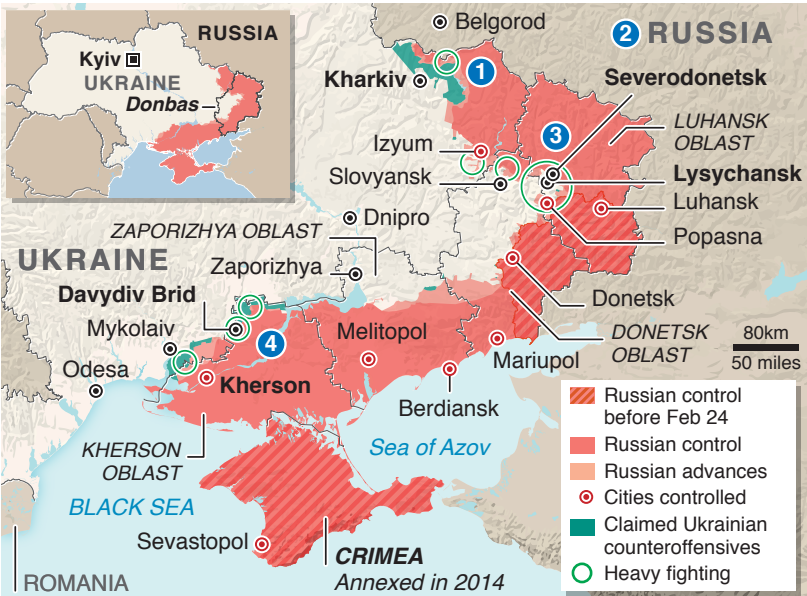 RUSSIA
Kyiv
UKRAINE
Donbas
Belgorod
2 RUSSIA
Kharkiv
1
Severodonetsk
3
LUHANSK
OBLAST
Izyum
Slovyansk
Lysychansk
Luhansk
Popasna
Dnipro
ZAPORIZHYA OBLAST
UKRAINE
Zaporizhya
Davydiv Brid
Donetsk
Mykolaiv
4
Melitopol
DONETSK
OBLAST
80km
50 miles
Odesa
Kherson
Mariupol
Berdiansk
KHERSON
OBLAST
Sea of Azov
BLACK SEA
Sevastopol
CRIMEA
Annexed in 2014
ROMANIA
Russian control
before Feb 24
Russian control
Russian advances
Cities controlled
Claimed Ukrainian
counteroffensives
Heavy fighting